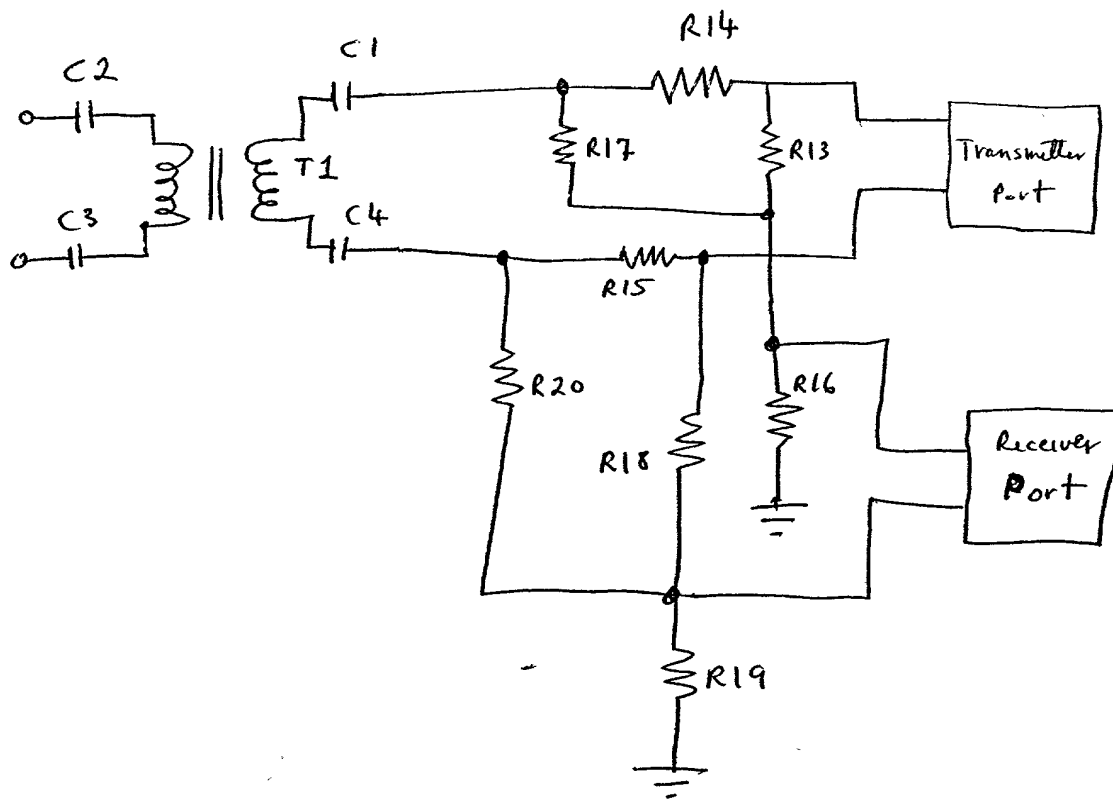 R14
C1
C2
R17
R13
Transmitter
Port
T1
C3
C4
R15
R20
R16
R18
Receiver
Port
R19